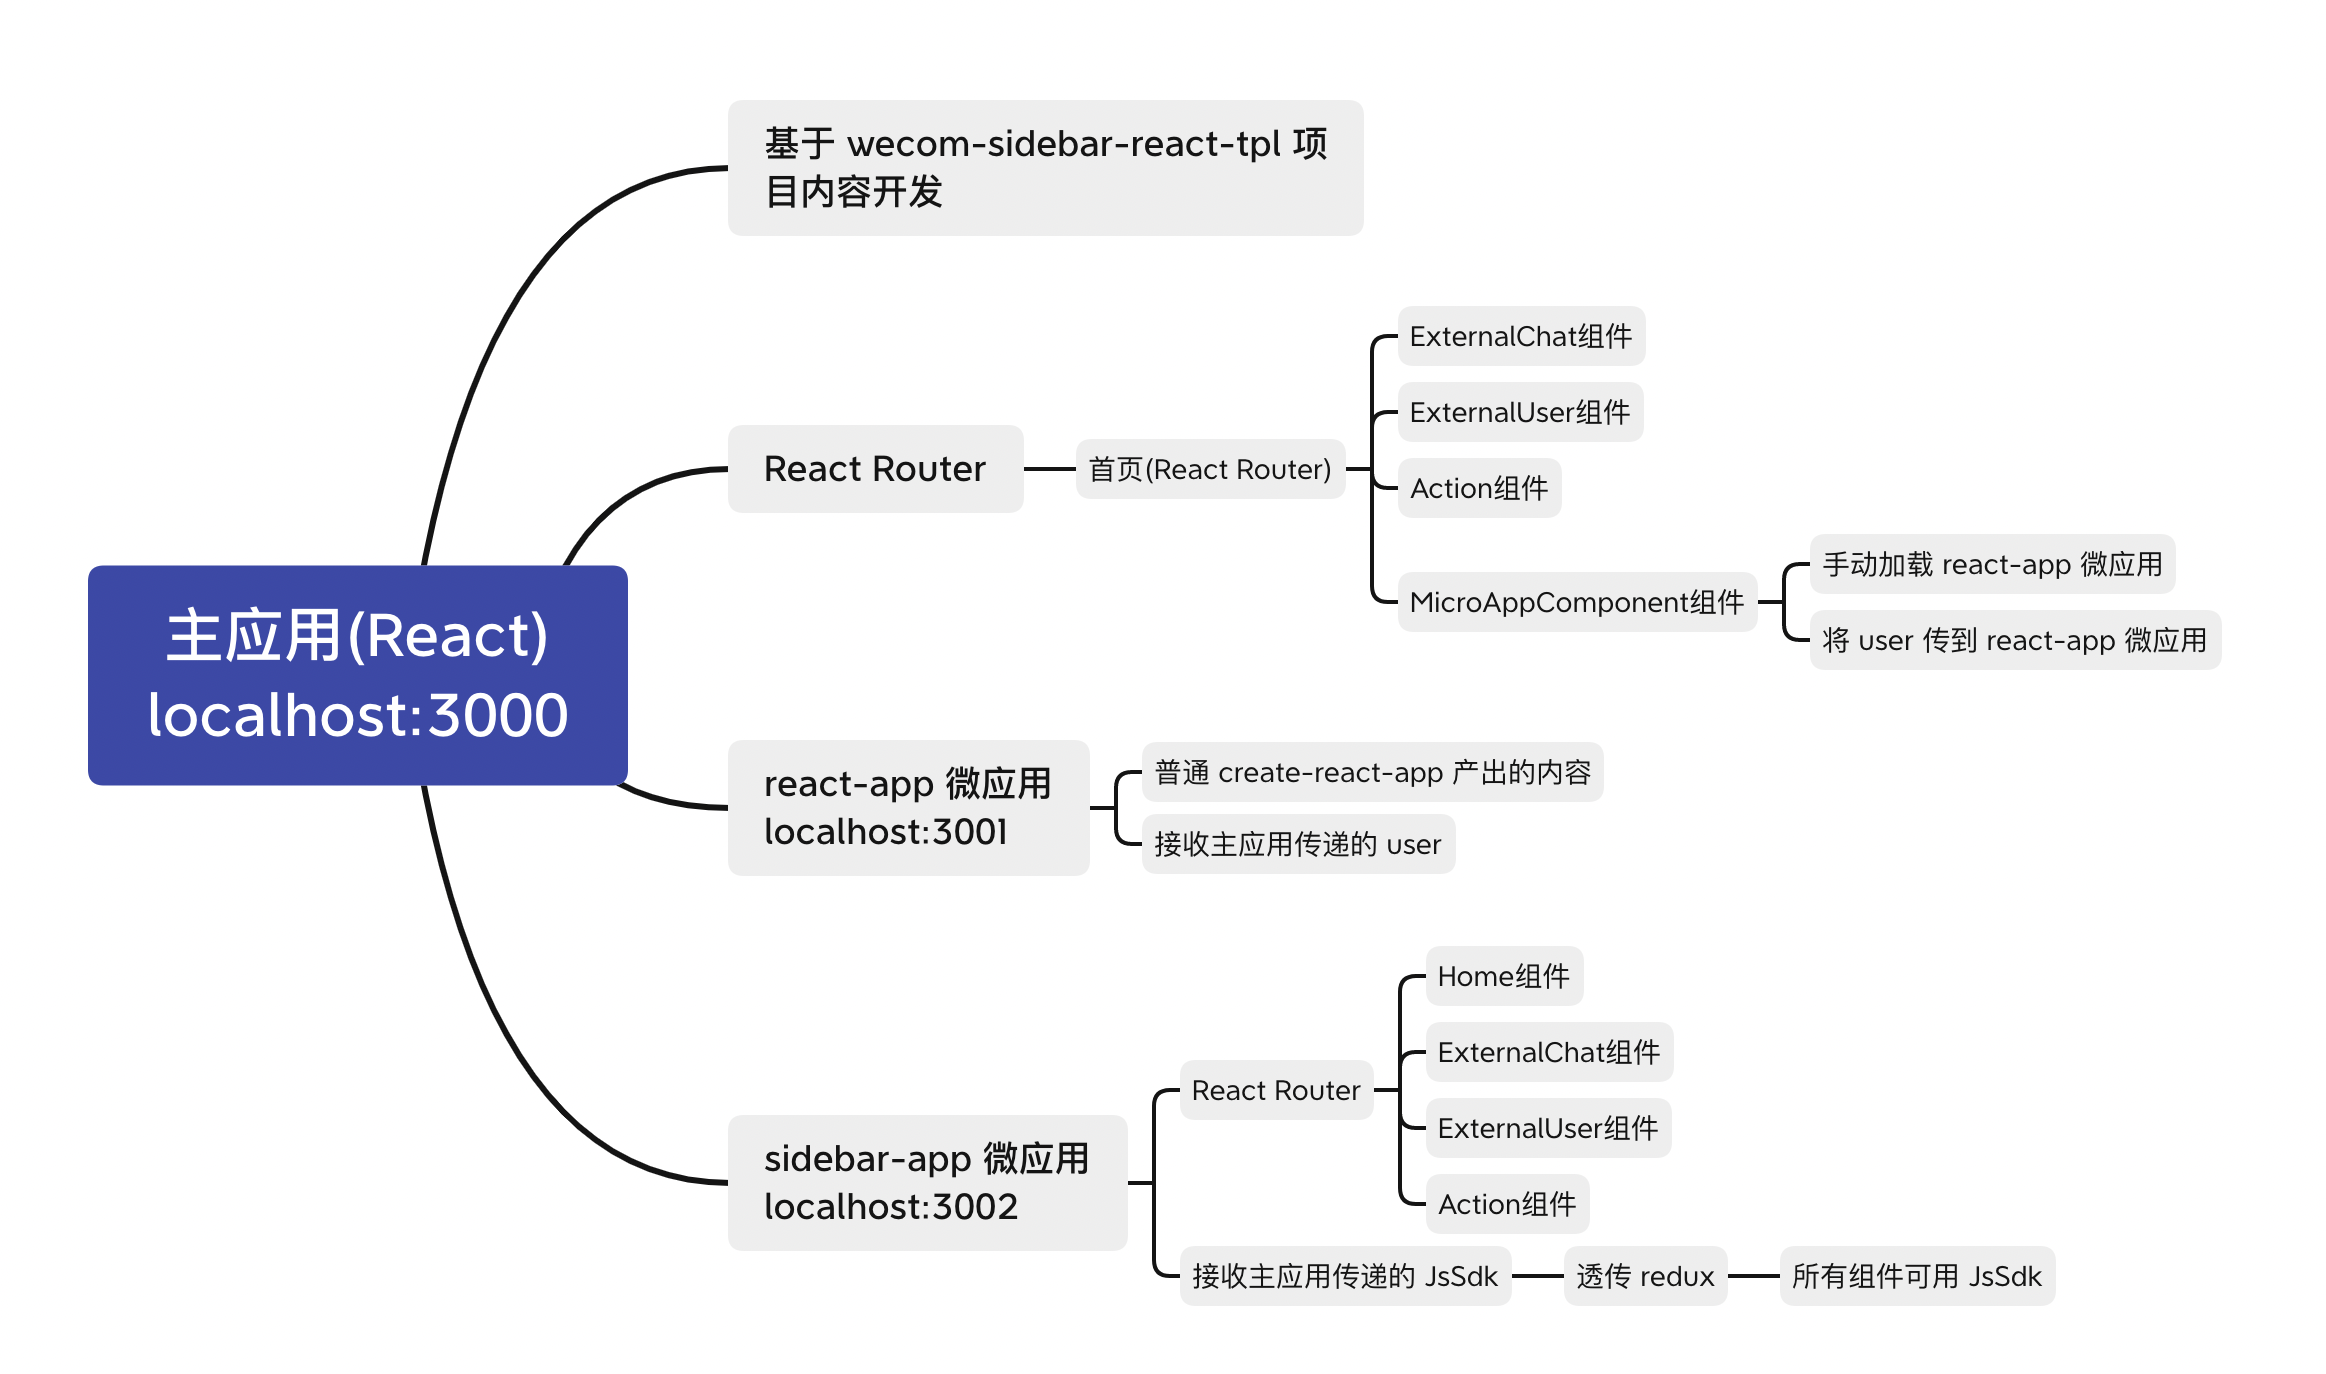 主应用(React)
localhost:3000
基于 wecom-sidebar-react-tpl 项
目内容开发
React Router
首页(React Router)
ExternalChat组件
ExternalUser组件
Action组件
MicroAppComponent组件
手动加载 react-app 微应用
将 user 传到 react-app 微应用
react-app 微应用
localhost:3001
普通 create-react-app 产出的内容
接收主应用传递的 user
sidebar-app 微应用
localhost:3002
React Router
Home组件
ExternalChat组件
ExternalUser组件
Action组件
接收主应用传递的 JsSdk
透传 redux
所有组件可用 JsSdk